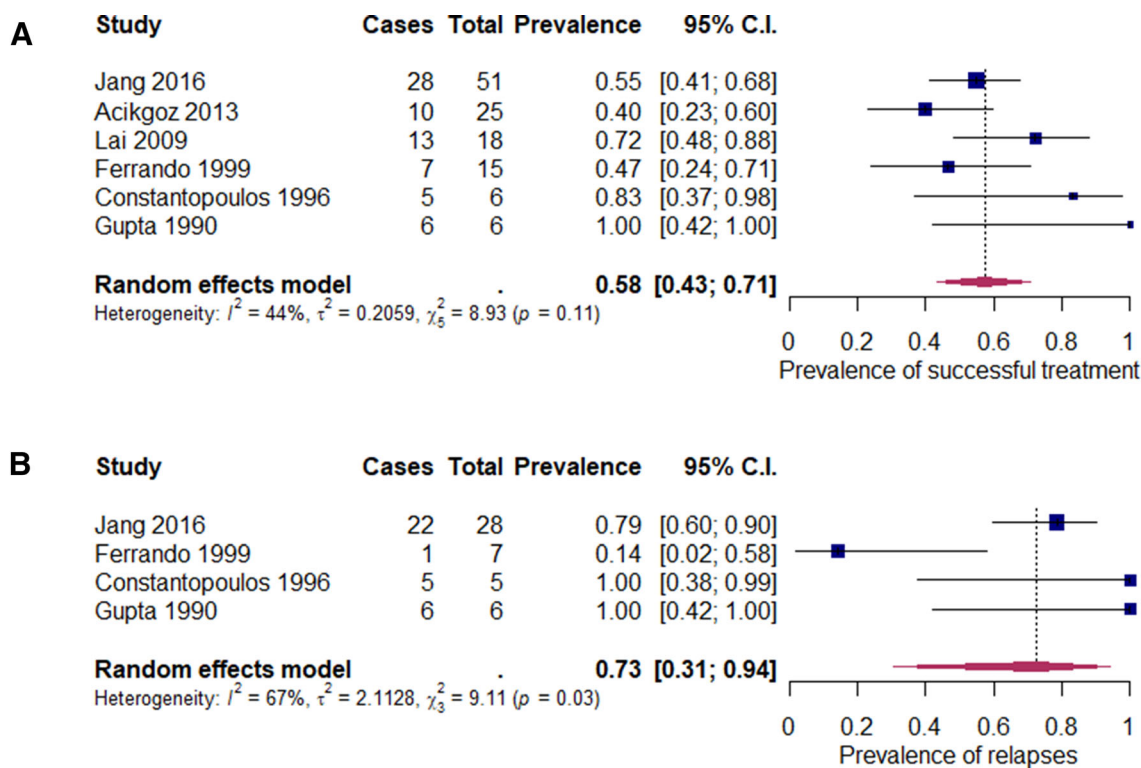 A
Study Cases Total Prevalence 95% C.I.
Jang 2016 28 51 0.55 [0.41; 0.68]
Acikgoz 2013 10 25 0.40 [0.23; 0.60]
Lai 2009 13 18 0.72 [0.48; 0.88]
Ferrando 1999 7 15 0.47 [0.24; 0.71]
Constantopoulos 1996 5 6 0.83 [0.37; 0.98]
Gupta 1990 6 6 1.00 [0.42; 1.00]
Random effects model . 0.58 [0.43; 0.71]
Heterogeneity: I² = 44%, τ² = 0.2059, χ²₅ = 8.93 (p = 0.11)
0 0.2 0.4 0.6 0.8 1
Prevalence of successful treatment
B
Study Cases Total Prevalence 95% C.I.
Jang 2016 22 28 0.79 [0.60; 0.90]
Ferrando 1999 1 7 0.14 [0.02; 0.58]
Constantopoulos 1996 5 5 1.00 [0.38; 0.99]
Gupta 1990 6 6 1.00 [0.42; 1.00]
Random effects model . 0.73 [0.31; 0.94]
Heterogeneity: I² = 67%, τ² = 2.1128, χ²₃ = 9.11 (p = 0.03)
0 0.2 0.4 0.6 0.8 1
Prevalence of relapses